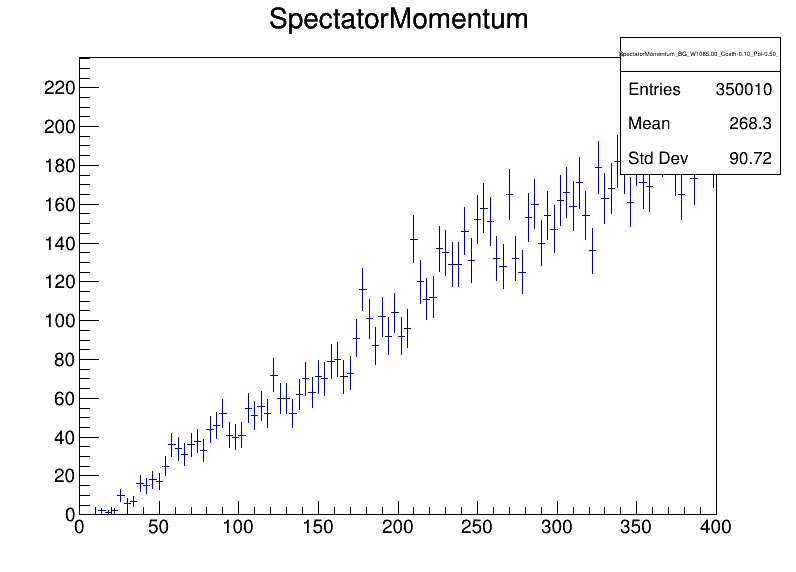 SpectatorMomentum
SpectatorMomentum_BG_W1085.00_Costh-0.10_Pol-0.50_
Entries 350010
Mean 268.3
Std Dev 90.72
220
200
180
160
140
120
100
80
60
40
20
0
0 50 100 150 200 250 300 350 400